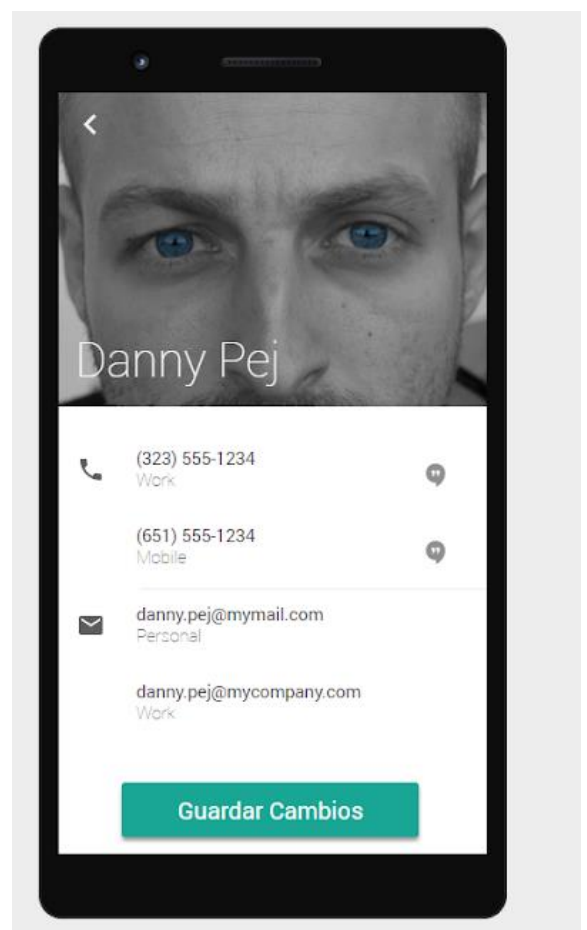 Danny Pej
(323) 555-1234
Work
(651) 555-1234
Mobile
danny.pej@mymail.com
Personal
danny.pej@mycompany.com
Work
Guardar Cambios